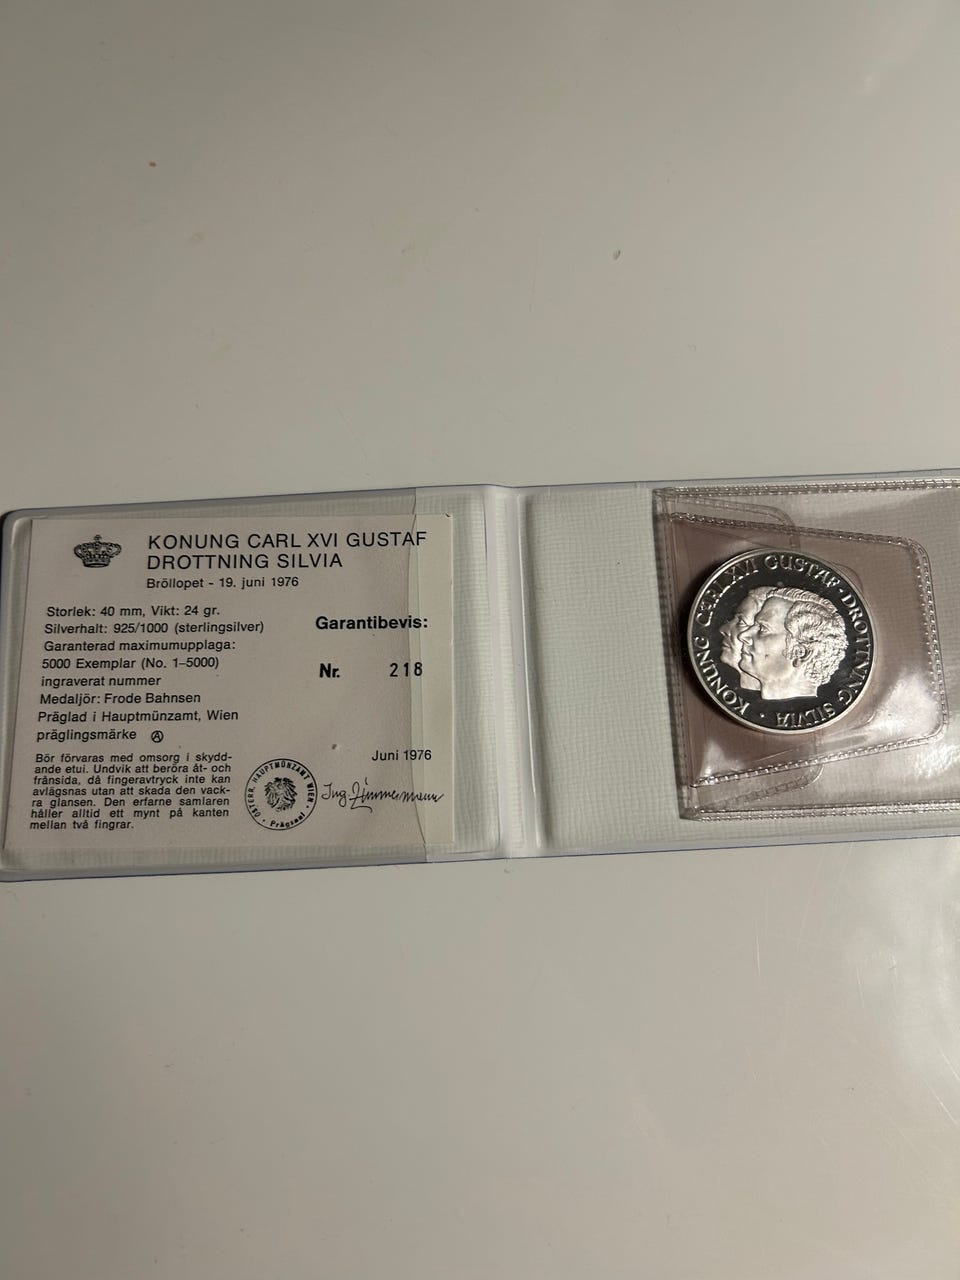 KONUNG CARL XVI GUSTAF
DROTTNING SILVIA
Bröllopet - 19. juni 1976
Storlek: 40 mm, Vikt: 24 gr.
Silverhalt: 925/1000 (sterlingsilver)
Garanterad maximumupplaga:
5000 Exemplar (No. 1–5000)
ingraverat nummer
Medaljör: Frode Bahnsen
Präglad i Hauptmünzamt, Wien
präglingsmärke Ⓐ
Garantibevis:
Nr. 218
Bör förvaras med omsorg i skydd-
ande etui. Undvik att beröra åt- och
frånsida, då fingeravtryck inte kan
avlägsnas utan att skada den vack-
ra glansen. Den erfarne samlaren
håller alltid ett mynt på kanten
mellan två fingrar.
Juni 1976
ÖSTERR. HAUPTMÜNZAMT WIEN
Prägesaal
Ing. Zimmermann
KONUNG CARL XVI GUSTAF · DROTTNING SILVIA ·